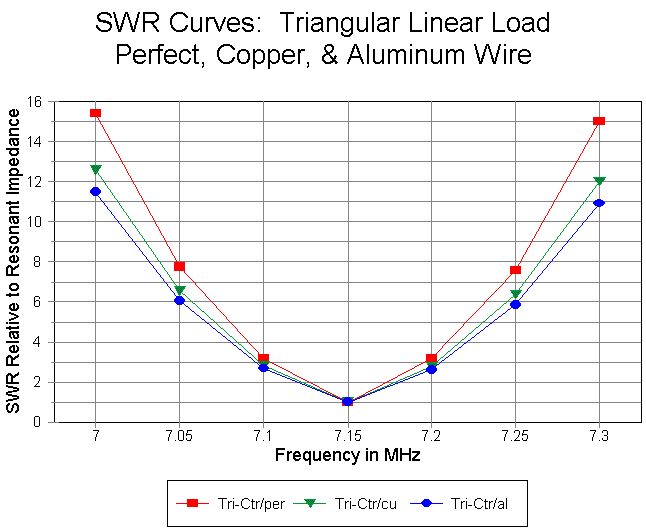 SWR Curves:  Triangular Linear Load
Perfect, Copper, & Aluminum Wire
SWR Relative to Resonant Impedance
16
14
12
10
8
6
4
2
0
7
7.05
7.1
7.15
7.2
7.25
7.3
Frequency in MHz
Tri-Ctr/per
Tri-Ctr/cu
Tri-Ctr/al